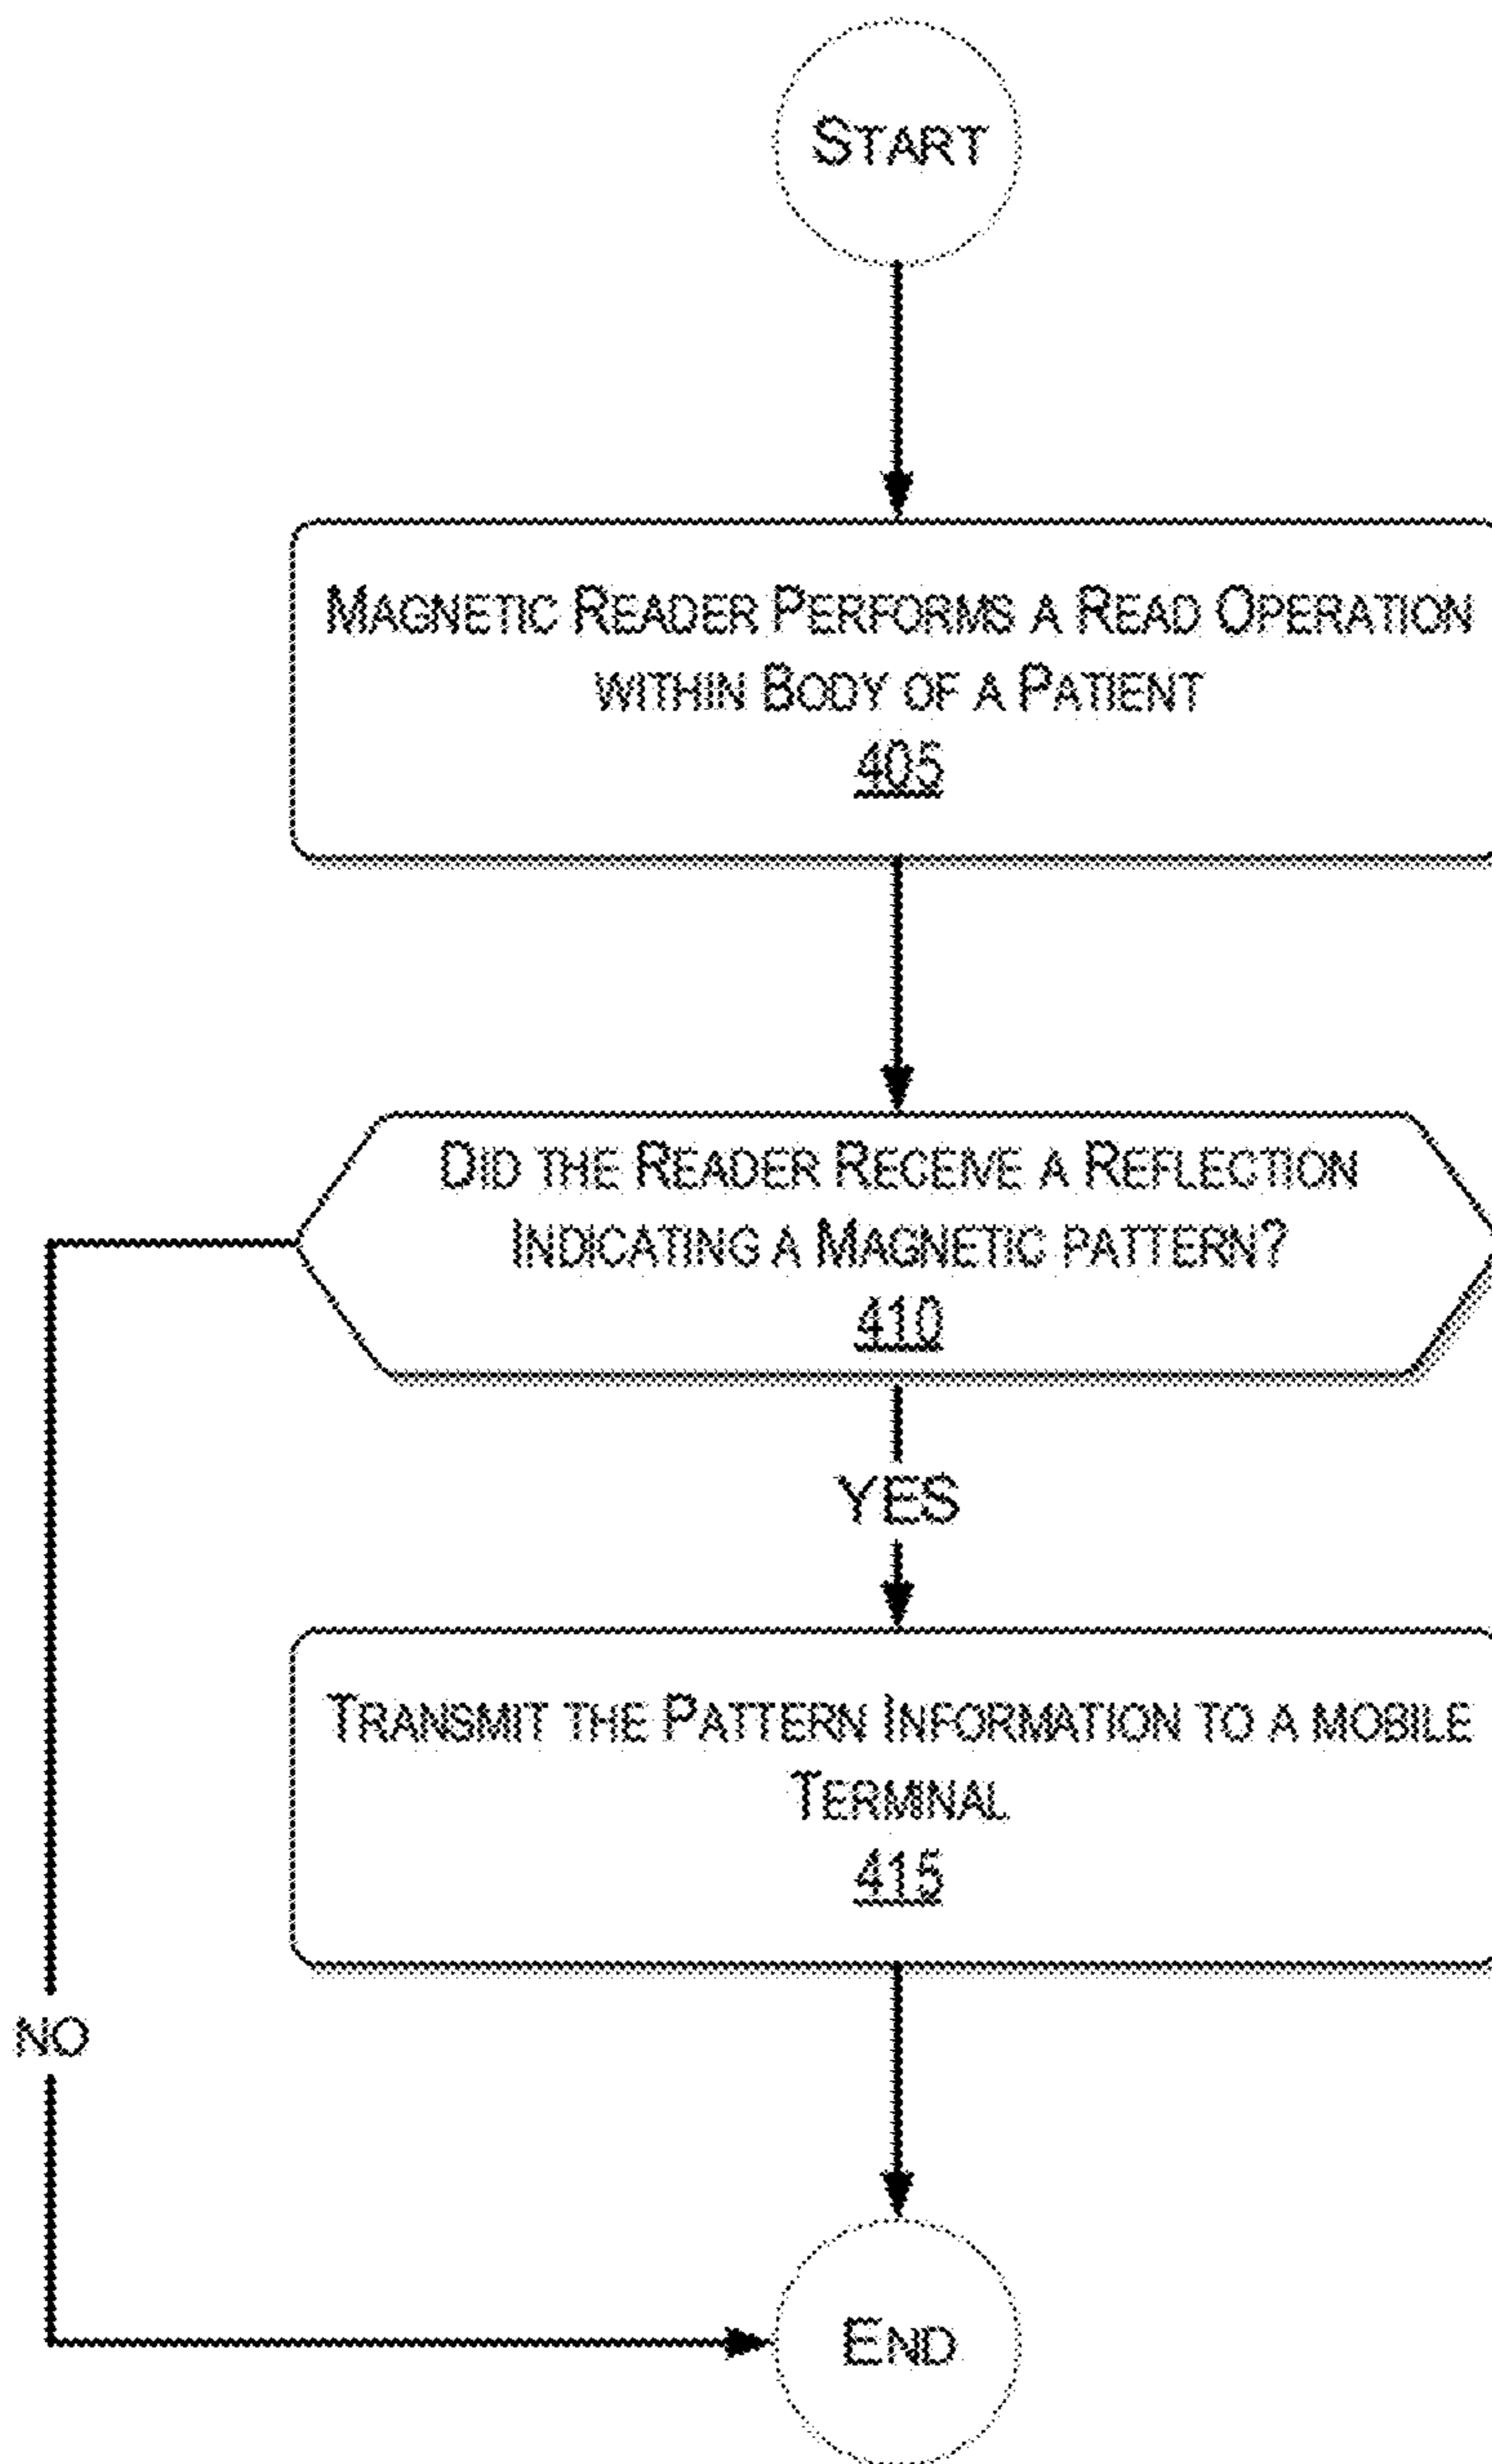 START
MAGNETIC READER PERFORMS A READ OPERATION
WITHIN BODY OF A PATIENT
405
DID THE READER RECEIVE A REFLECTION
INDICATING A MAGNETIC PATTERN?
410
YES
TRANSMIT THE PATTERN INFORMATION TO A MOBILE
TERMINAL
415
NO
END